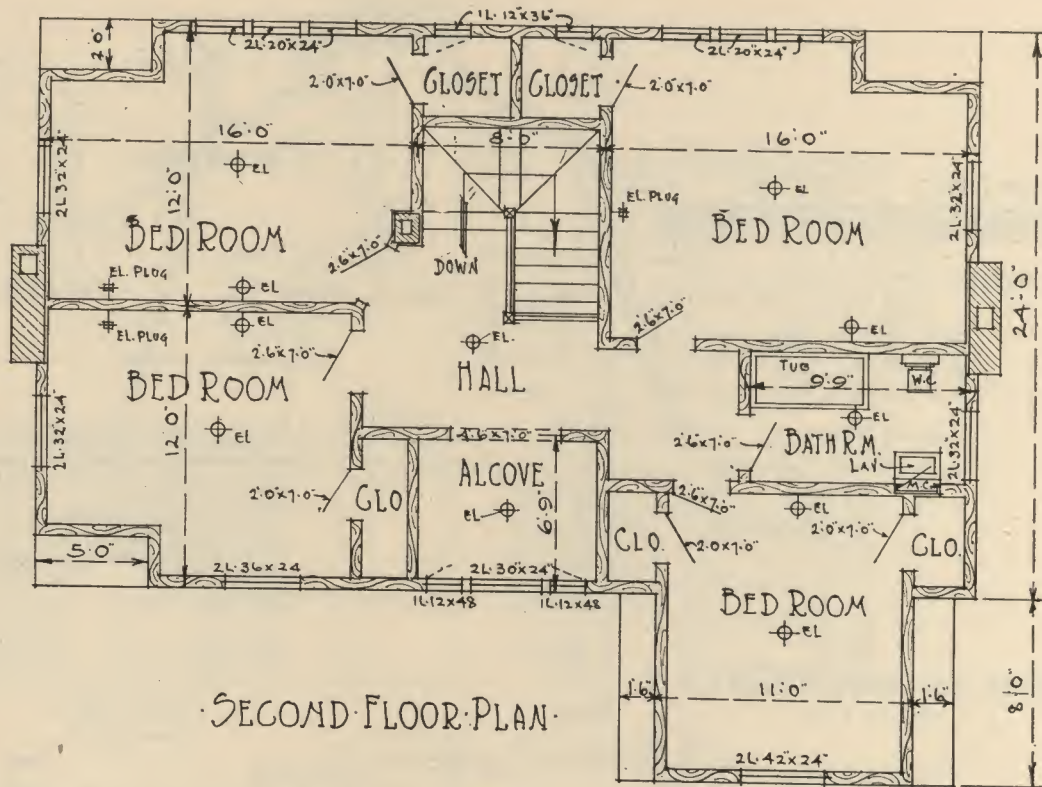 1L·12"x36"
2'·0"
2L·20"x24"
2L·20"x24"
2'·0"x7'·0"
CLOSET
CLOSET
2'·0"x7'·0"
16'·0"
8'·0"
16'·0"
EL
EL
2L·32"x24"
12'·0"
EL. PLUG
2L·32"x24"
BED ROOM
BED ROOM
2'·6"x7'·0"
DOWN
EL. PLUG
EL
24'·0"
EL. PLUG
EL
EL
2'·6"x7'·0"
EL.
2'·6"x7'·0"
BED ROOM
HALL
TUB
9'·9"
W.C.
2L·32"x24"
12'·0"
EL
4'·6"x7'·0"
EL
2'·6"x7'·0"
BATH RM.
2L·32"x24"
LAV
ALCOVE
M.C.
2'·0"x7'·0"
CLO
EL
6'·9"
2'·6"x7'·0"
EL
2'·0"x7'·0"
CLO.
2'·0"x7'·0"
CLO.
5'·0"
2L·36x24
2L·30"x24"
1L·12x48
1L·12x48
BED ROOM
EL
1'·6"
11'·0"
1'·6"
8'·0"
·SECOND·FLOOR·PLAN·
2L·42"x24"